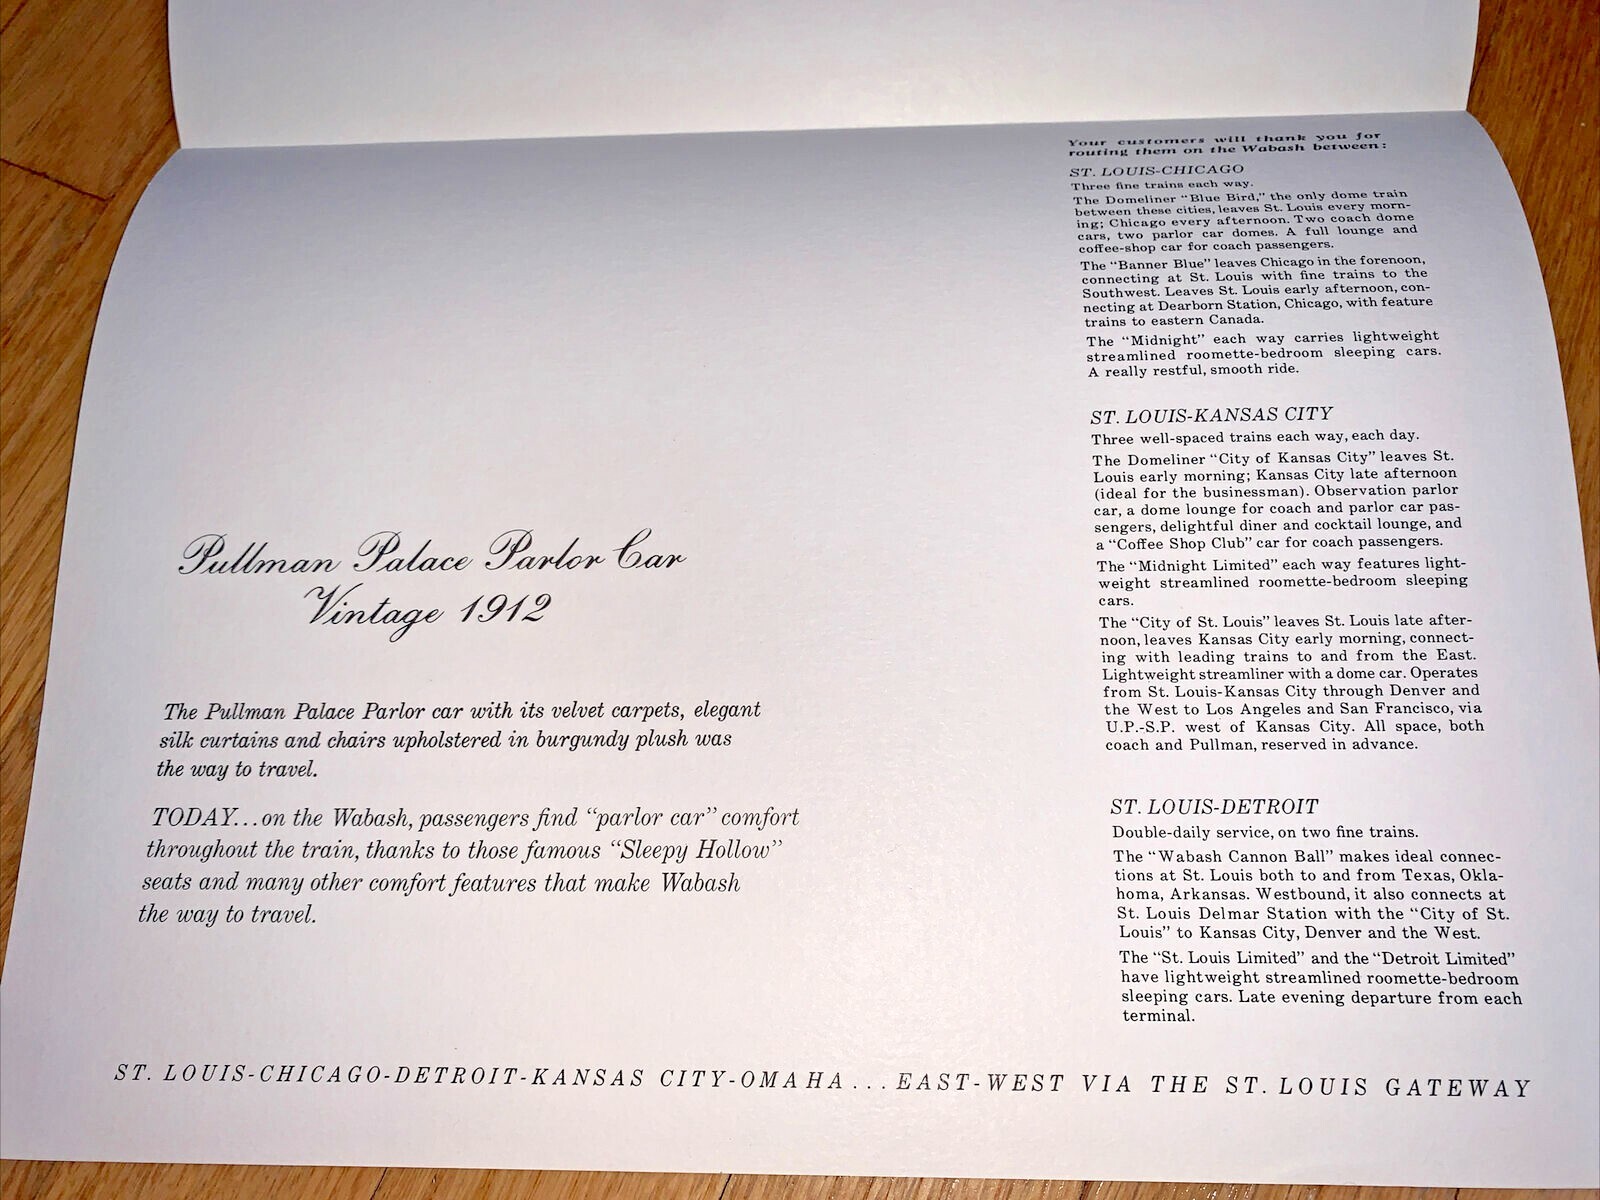 Pullman Palace Parlor Car
Vintage 1912
The Pullman Palace Parlor car with its velvet carpets, elegant
silk curtains and chairs upholstered in burgundy plush was
the way to travel.
TODAY...on the Wabash, passengers find “parlor car” comfort
throughout the train, thanks to those famous “Sleepy Hollow”
seats and many other comfort features that make Wabash
the way to travel.
Your customers will thank you for
routing them on the Wabash between:
ST. LOUIS-CHICAGO
Three fine trains each way.
The Domeliner “Blue Bird,” the only dome train
between these cities, leaves St. Louis every morn-
ing; Chicago every afternoon. Two coach dome
cars, two parlor car domes. A full lounge and
coffee-shop car for coach passengers.
The “Banner Blue” leaves Chicago in the forenoon,
connecting at St. Louis with fine trains to the
Southwest. Leaves St. Louis early afternoon, con-
necting at Dearborn Station, Chicago, with feature
trains to eastern Canada.
The “Midnight” each way carries lightweight
streamlined roomette-bedroom sleeping cars.
A really restful, smooth ride.
ST. LOUIS-KANSAS CITY
Three well-spaced trains each way, each day.
The Domeliner “City of Kansas City” leaves St.
Louis early morning; Kansas City late afternoon
(ideal for the businessman). Observation parlor
car, a dome lounge for coach and parlor car pas-
sengers, delightful diner and cocktail lounge, and
a “Coffee Shop Club” car for coach passengers.
The “Midnight Limited” each way features light-
weight streamlined roomette-bedroom sleeping
cars.
The “City of St. Louis” leaves St. Louis late after-
noon, leaves Kansas City early morning, connect-
ing with leading trains to and from the East.
Lightweight streamliner with a dome car. Operates
from St. Louis-Kansas City through Denver and
the West to Los Angeles and San Francisco, via
U.P.-S.P. west of Kansas City. All space, both
coach and Pullman, reserved in advance.
ST. LOUIS-DETROIT
Double-daily service, on two fine trains.
The “Wabash Cannon Ball” makes ideal connec-
tions at St. Louis both to and from Texas, Okla-
homa, Arkansas. Westbound, it also connects at
St. Louis Delmar Station with the “City of St.
Louis” to Kansas City, Denver and the West.
The “St. Louis Limited” and the “Detroit Limited”
have lightweight streamlined roomette-bedroom
sleeping cars. Late evening departure from each
terminal.
ST. LOUIS-CHICAGO-DETROIT-KANSAS CITY-OMAHA...EAST-WEST VIA THE ST. LOUIS GATEWAY